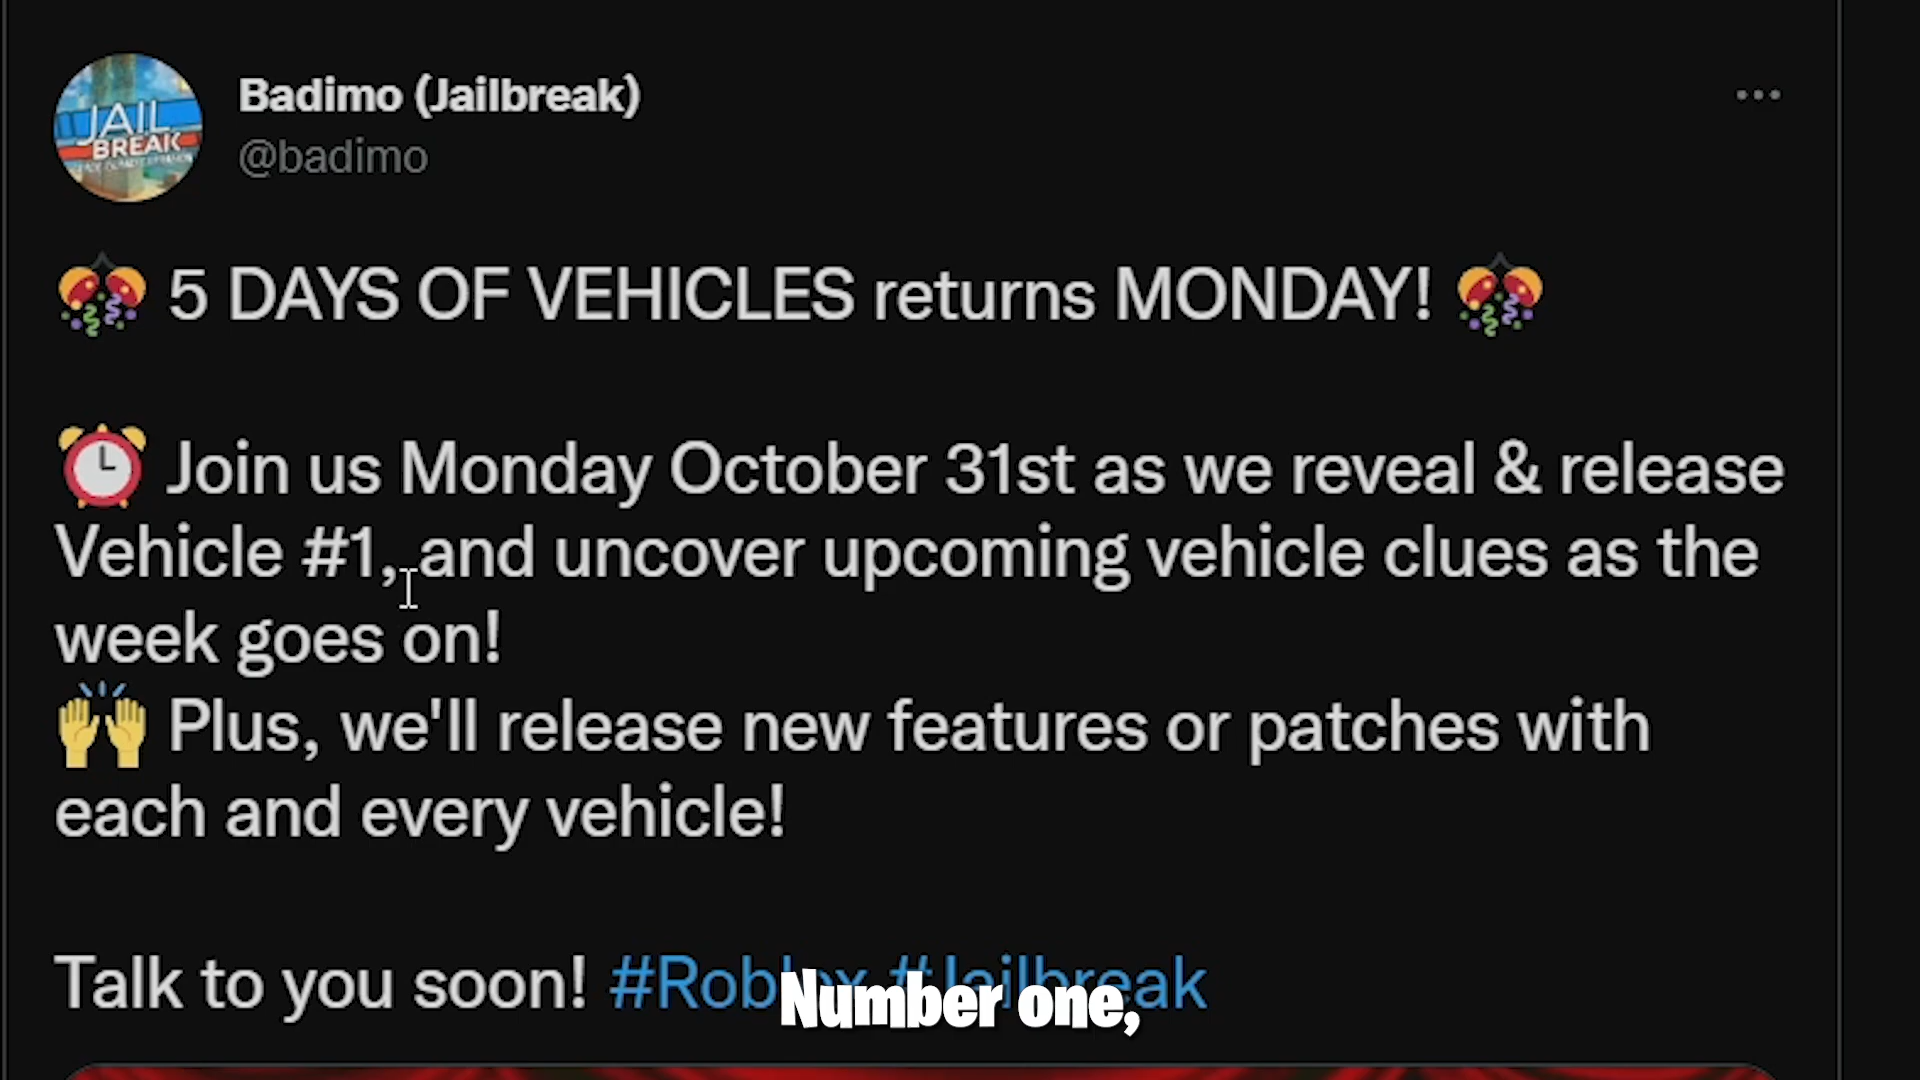 JAIL
BREAK
Badimo (Jailbreak)
@badimo
5 DAYS OF VEHICLES returns MONDAY!
Join us Monday October 31st as we reveal & release
Vehicle #1, and uncover upcoming vehicle clues as the
week goes on!
Plus, we'll release new features or patches with
each and every vehicle!
Talk to you soon! #Roblox #Jailbreak
Number one,